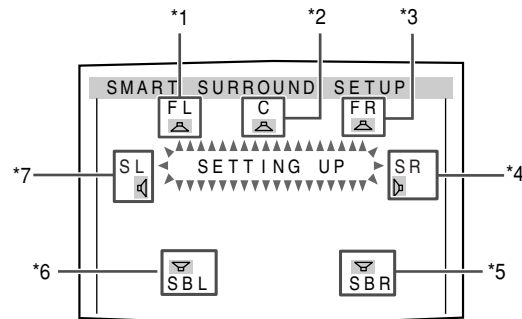 *1 *2 *3
SMART SURROUND SETUP
FL C FR
SL SETTING UP SR
*7 *4
*6 SBL SBR *5